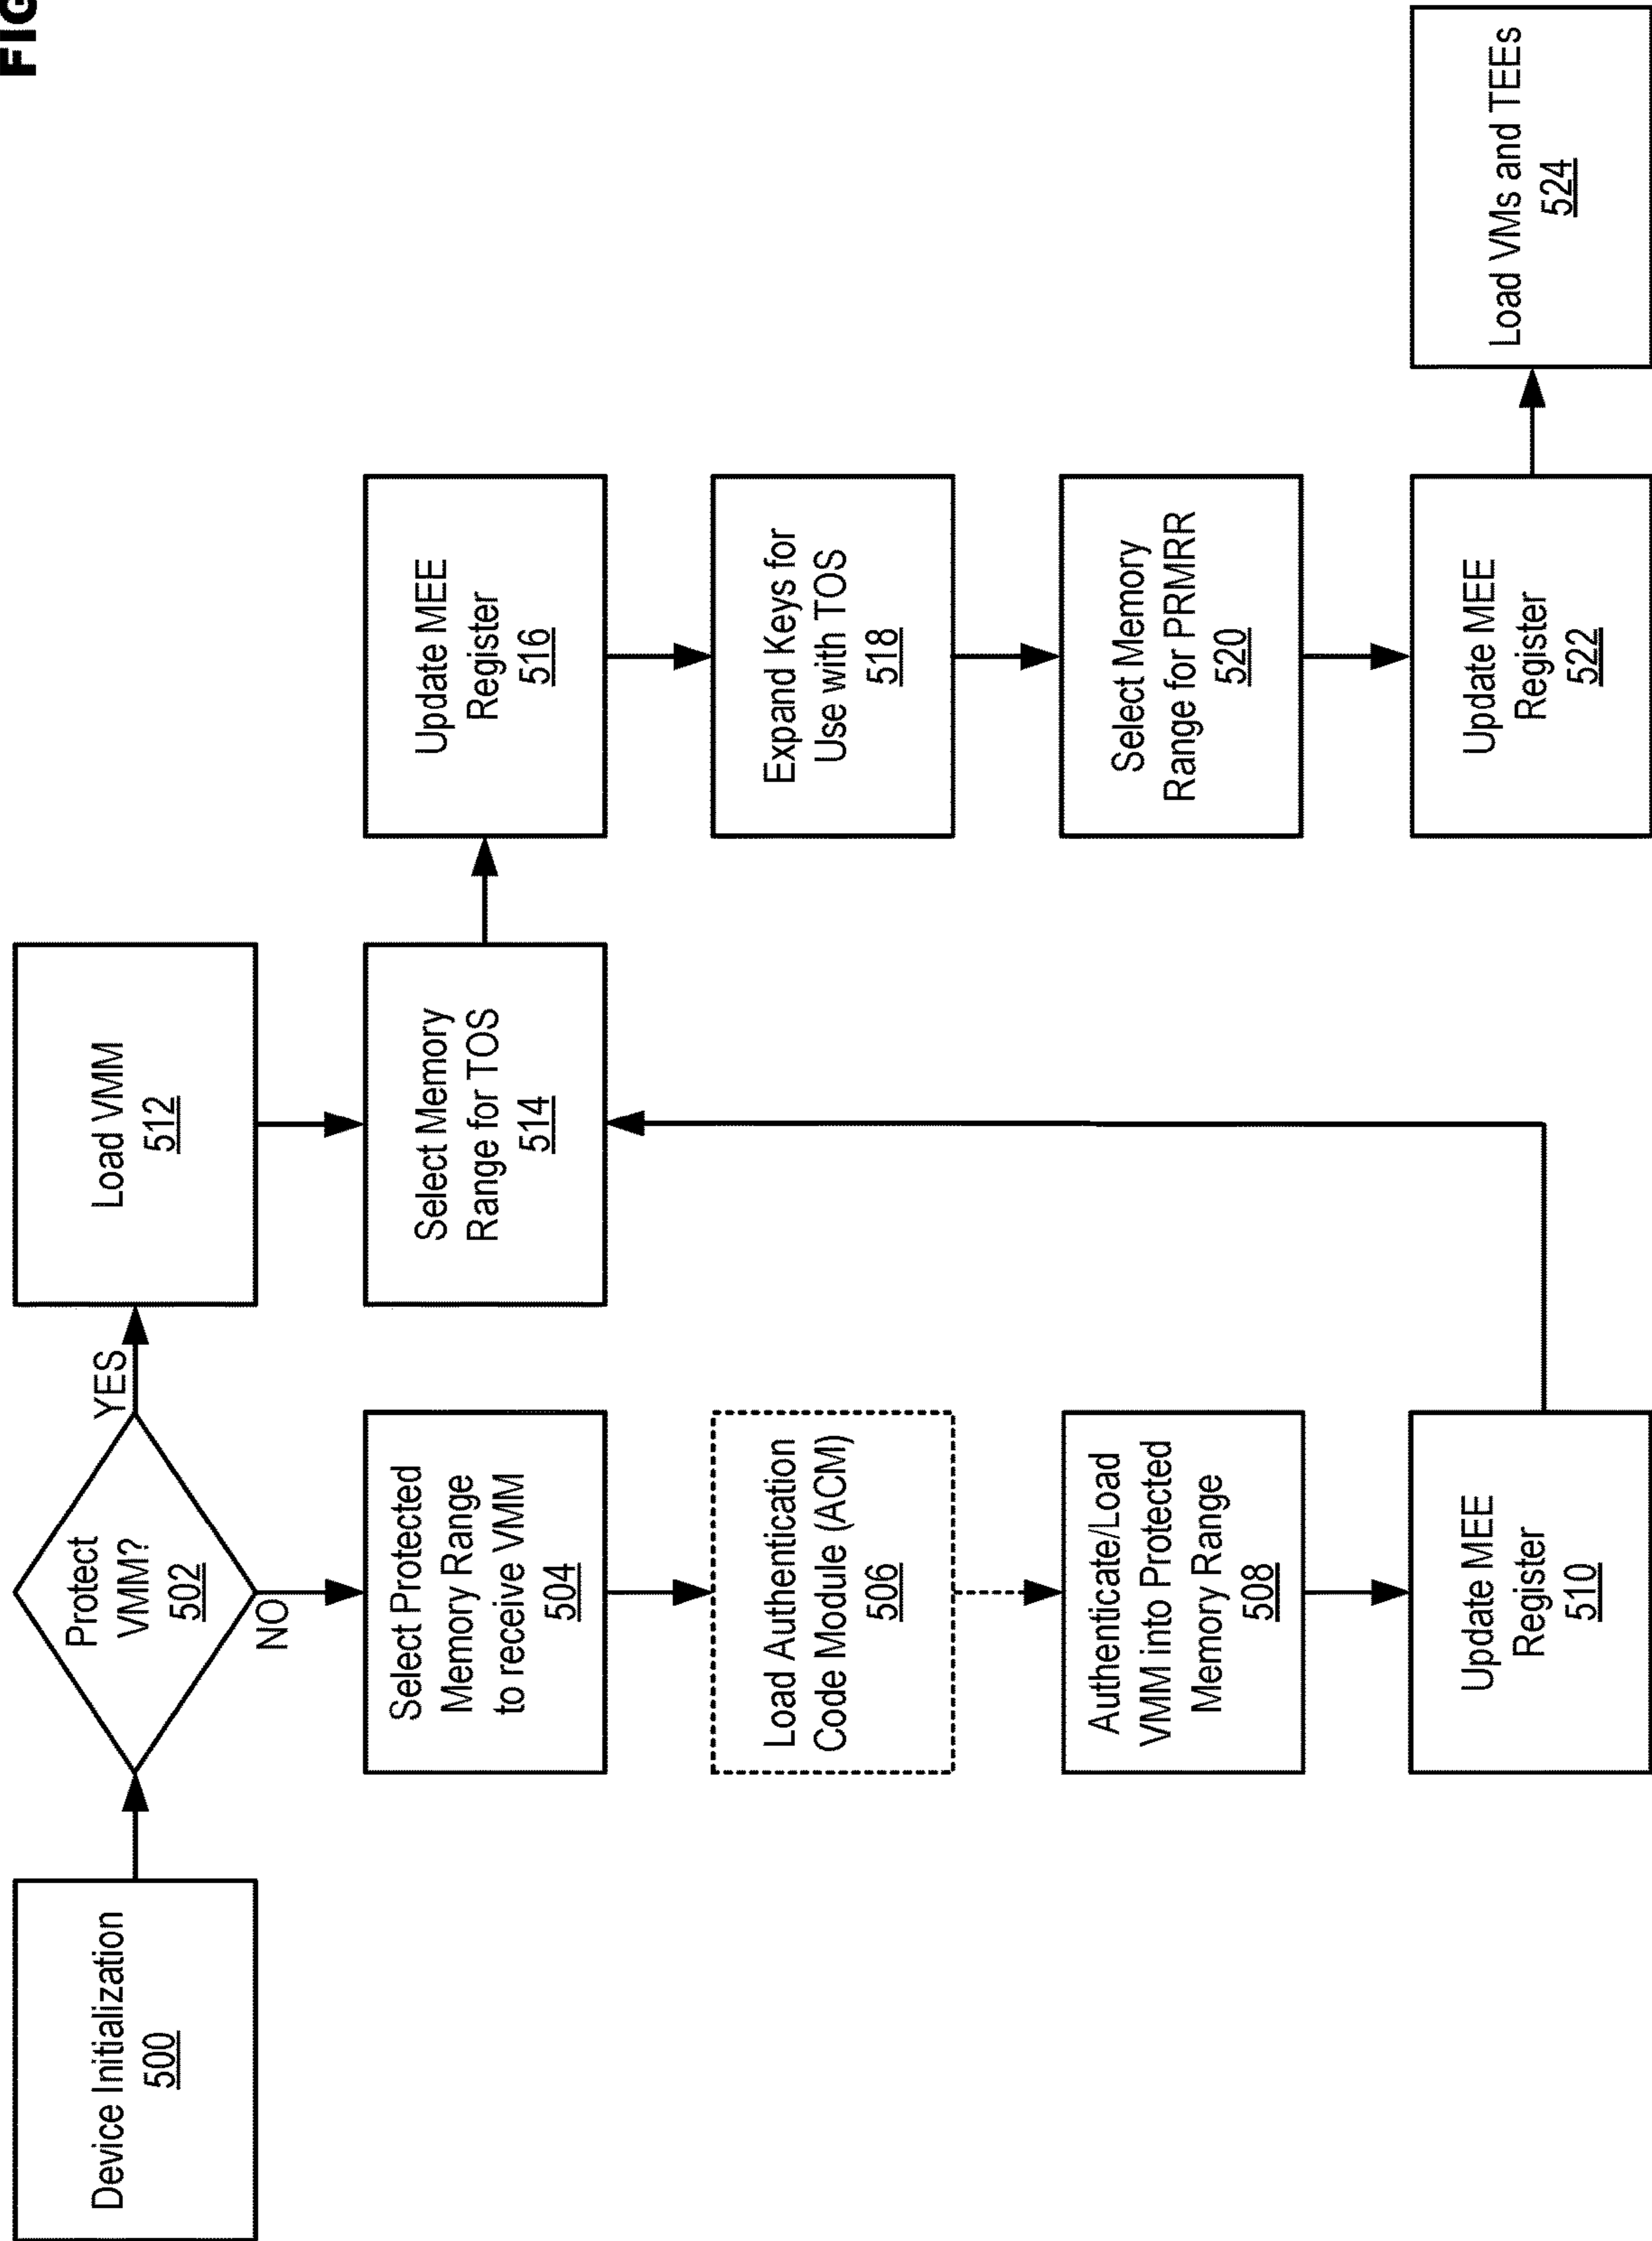 FIG
Device Initialization
500
Protect
VMM?
502
YES
NO
Load VMM
512
Select Protected
Memory Range
to receive VMM
504
Load Authentication
Code Module (ACM)
506
Authenticate/Load
VMM into Protected
Memory Range
508
Update MEE
Register
510
Select Memory
Range for TOS
514
Update MEE
Register
516
Expand Keys for
Use with TOS
518
Select Memory
Range for PRMRR
520
Update MEE
Register
522
Load VMs and TEEs
524